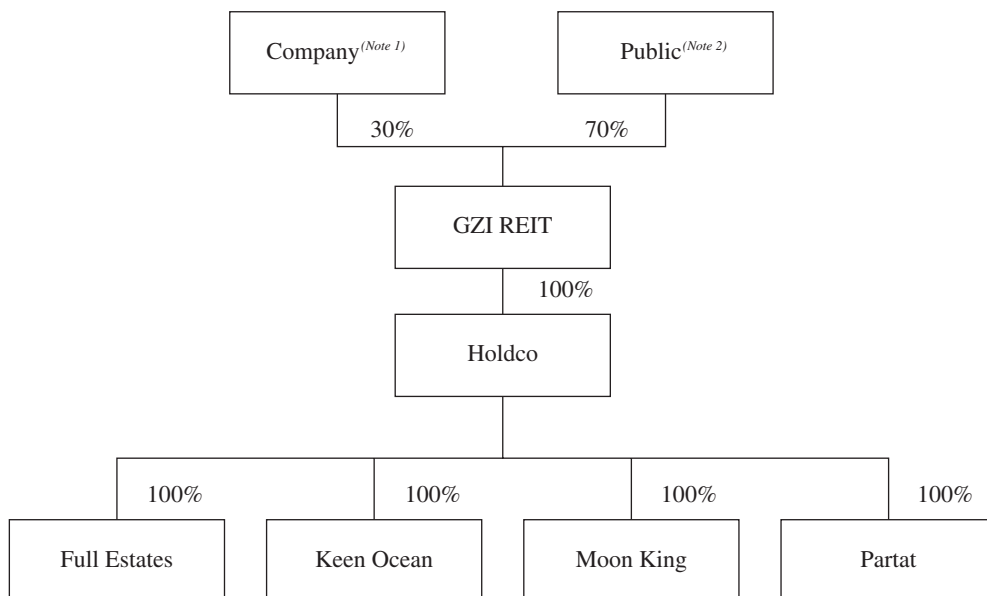 Company(Note 1)
Public(Note 2)
30%
70%
GZI REIT
100%
Holdco
100%
100%
100%
100%
Full Estates
Keen Ocean
Moon King
Partat